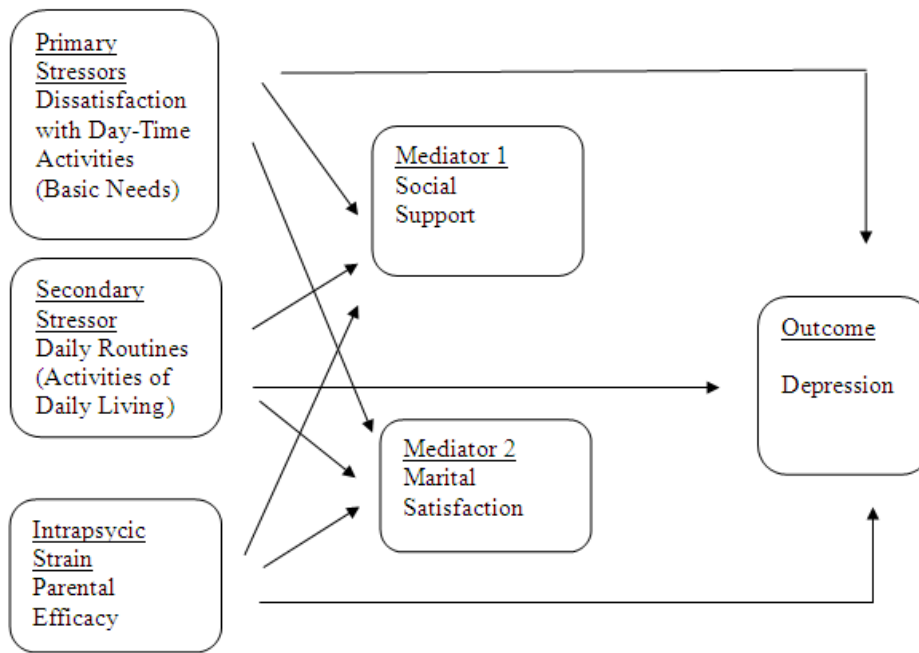 Primary
Stressors
Dissatisfaction
with Day-Time
Activities
(Basic Needs)
Mediator 1
Social
Support
Secondary
Stressor
Daily Routines
(Activities of
Daily Living)
Outcome
Depression
Mediator 2
Marital
Satisfaction
Intrapsycic
Strain
Parental
Efficacy